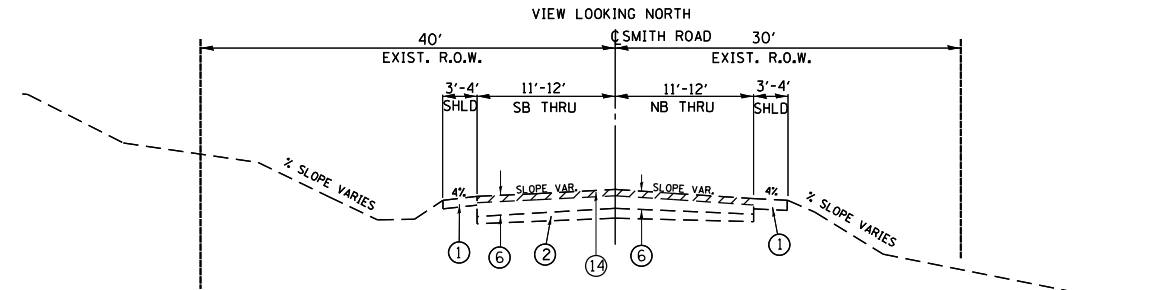 VIEW LOOKING NORTH
℄ SMITH ROAD
40' 30'
EXIST. R.O.W. EXIST. R.O.W.
3'-4' 11'-12' 11'-12' 3'-4'
SHLD SB THRU NB THRU SHLD
% SLOPE VARIES 4% SLOPE VAR. SLOPE VAR. 4% % SLOPE VARIES
1 6 2 14 6 1